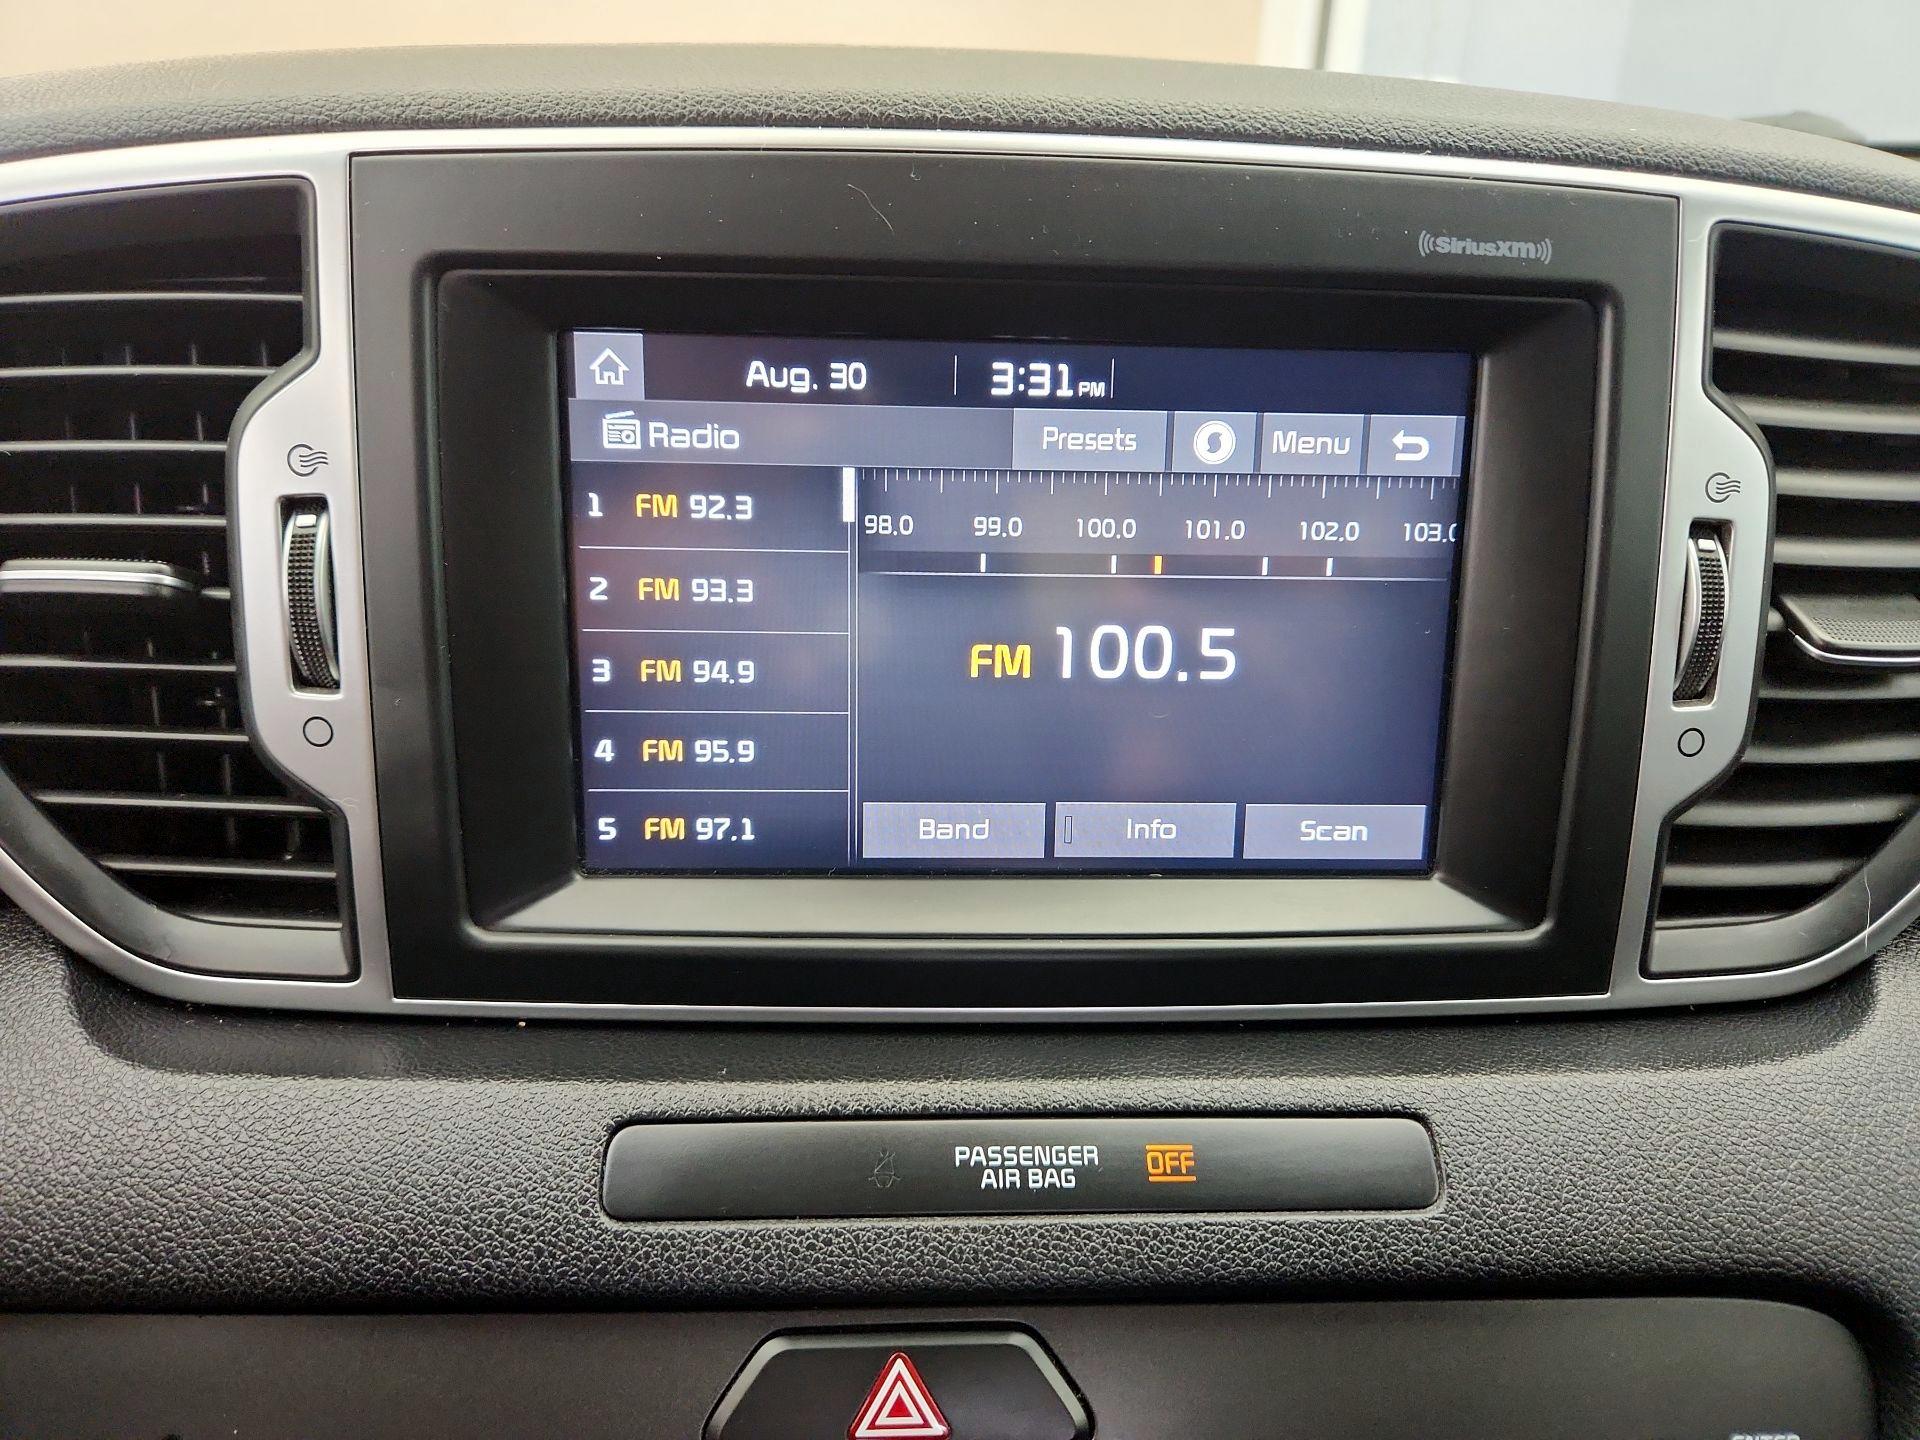 ((SiriusXM))
Aug. 30 3:31 PM
Radio Presets Menu
1 FM 92.3
2 FM 93.3
3 FM 94.9
4 FM 95.9
5 FM 97.1
98.0 99.0 100.0 101.0 102.0 103.0
FM 100.5
Band Info Scan
PASSENGER
AIR BAG
OFF